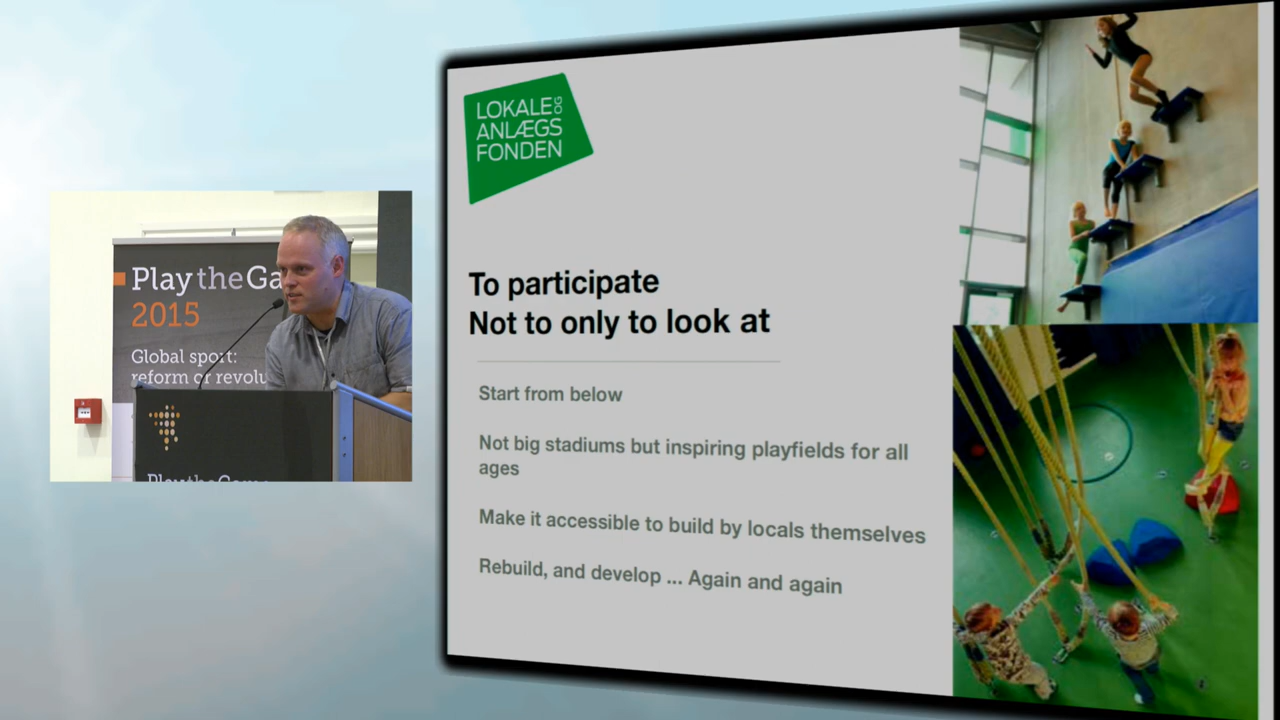 Play the Ga
2015
Global sport:
reform or revolu
LOKALE OG
ANLÆGS
FONDEN
To participate
Not to only to look at
Start from below
Not big stadiums but inspiring playfields for all
ages
Make it accessible to build by locals themselves
Rebuild, and develop ... Again and again